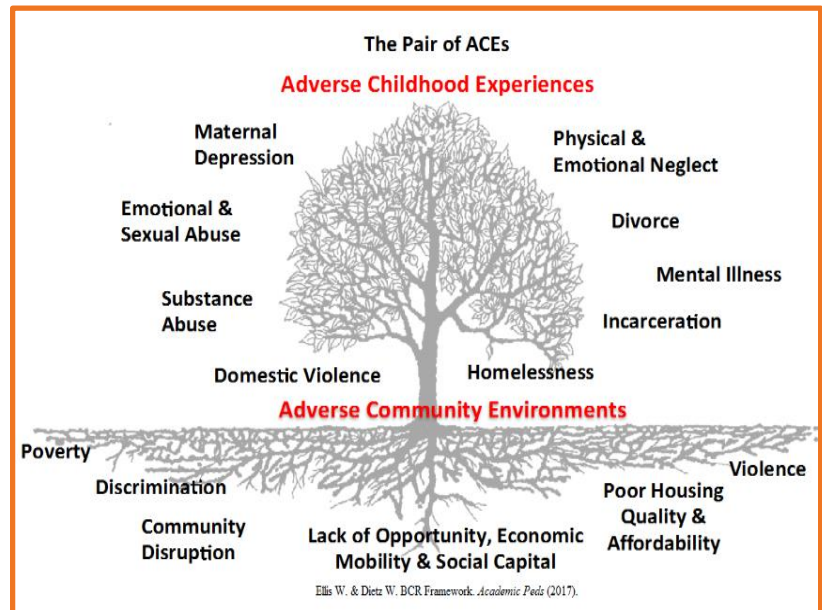 The Pair of ACEs
Adverse Childhood Experiences
Maternal
Depression
Physical &
Emotional Neglect
Emotional &
Sexual Abuse
Divorce
Mental Illness
Substance
Abuse
Incarceration
Domestic Violence
Homelessness
Adverse Community Environments
Poverty
Violence
Discrimination
Poor Housing
Quality &
Affordability
Community
Disruption
Lack of Opportunity, Economic
Mobility & Social Capital
Ellis W. & Dietz W. BCR Framework. Academic Peds (2017).